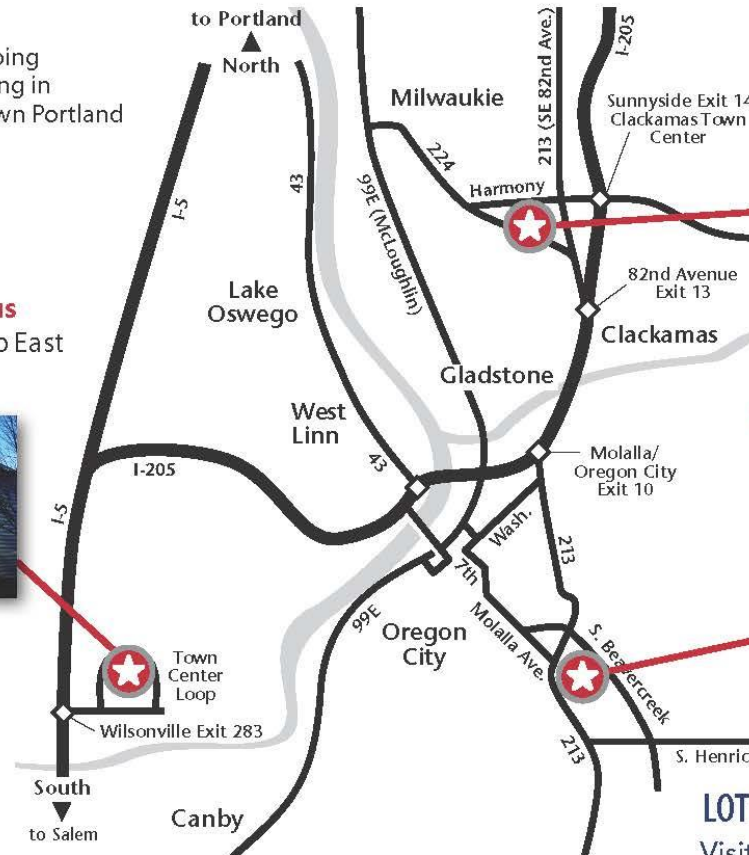 to Portland
North
ing in
wn Portland
Milwaukie
213 (SE 82nd Ave.)
I-205
Sunnyside Exit 14
Clackamas Town
Center
224
Harmony
43
99E (McLoughlin)
I-5
Lake
Oswego
82nd Avenue
Exit 13
Clackamas
o East
Gladstone
West
Linn
43
I-205
Molalla/
Oregon City
Exit 10
I-5
Wash.
213
7th
99E
Oregon
City
Molalla Ave.
S. Beavercreek
Town
Center
Loop
Wilsonville Exit 283
213
S. Henric
South
to Salem
Canby
LOT
Visit